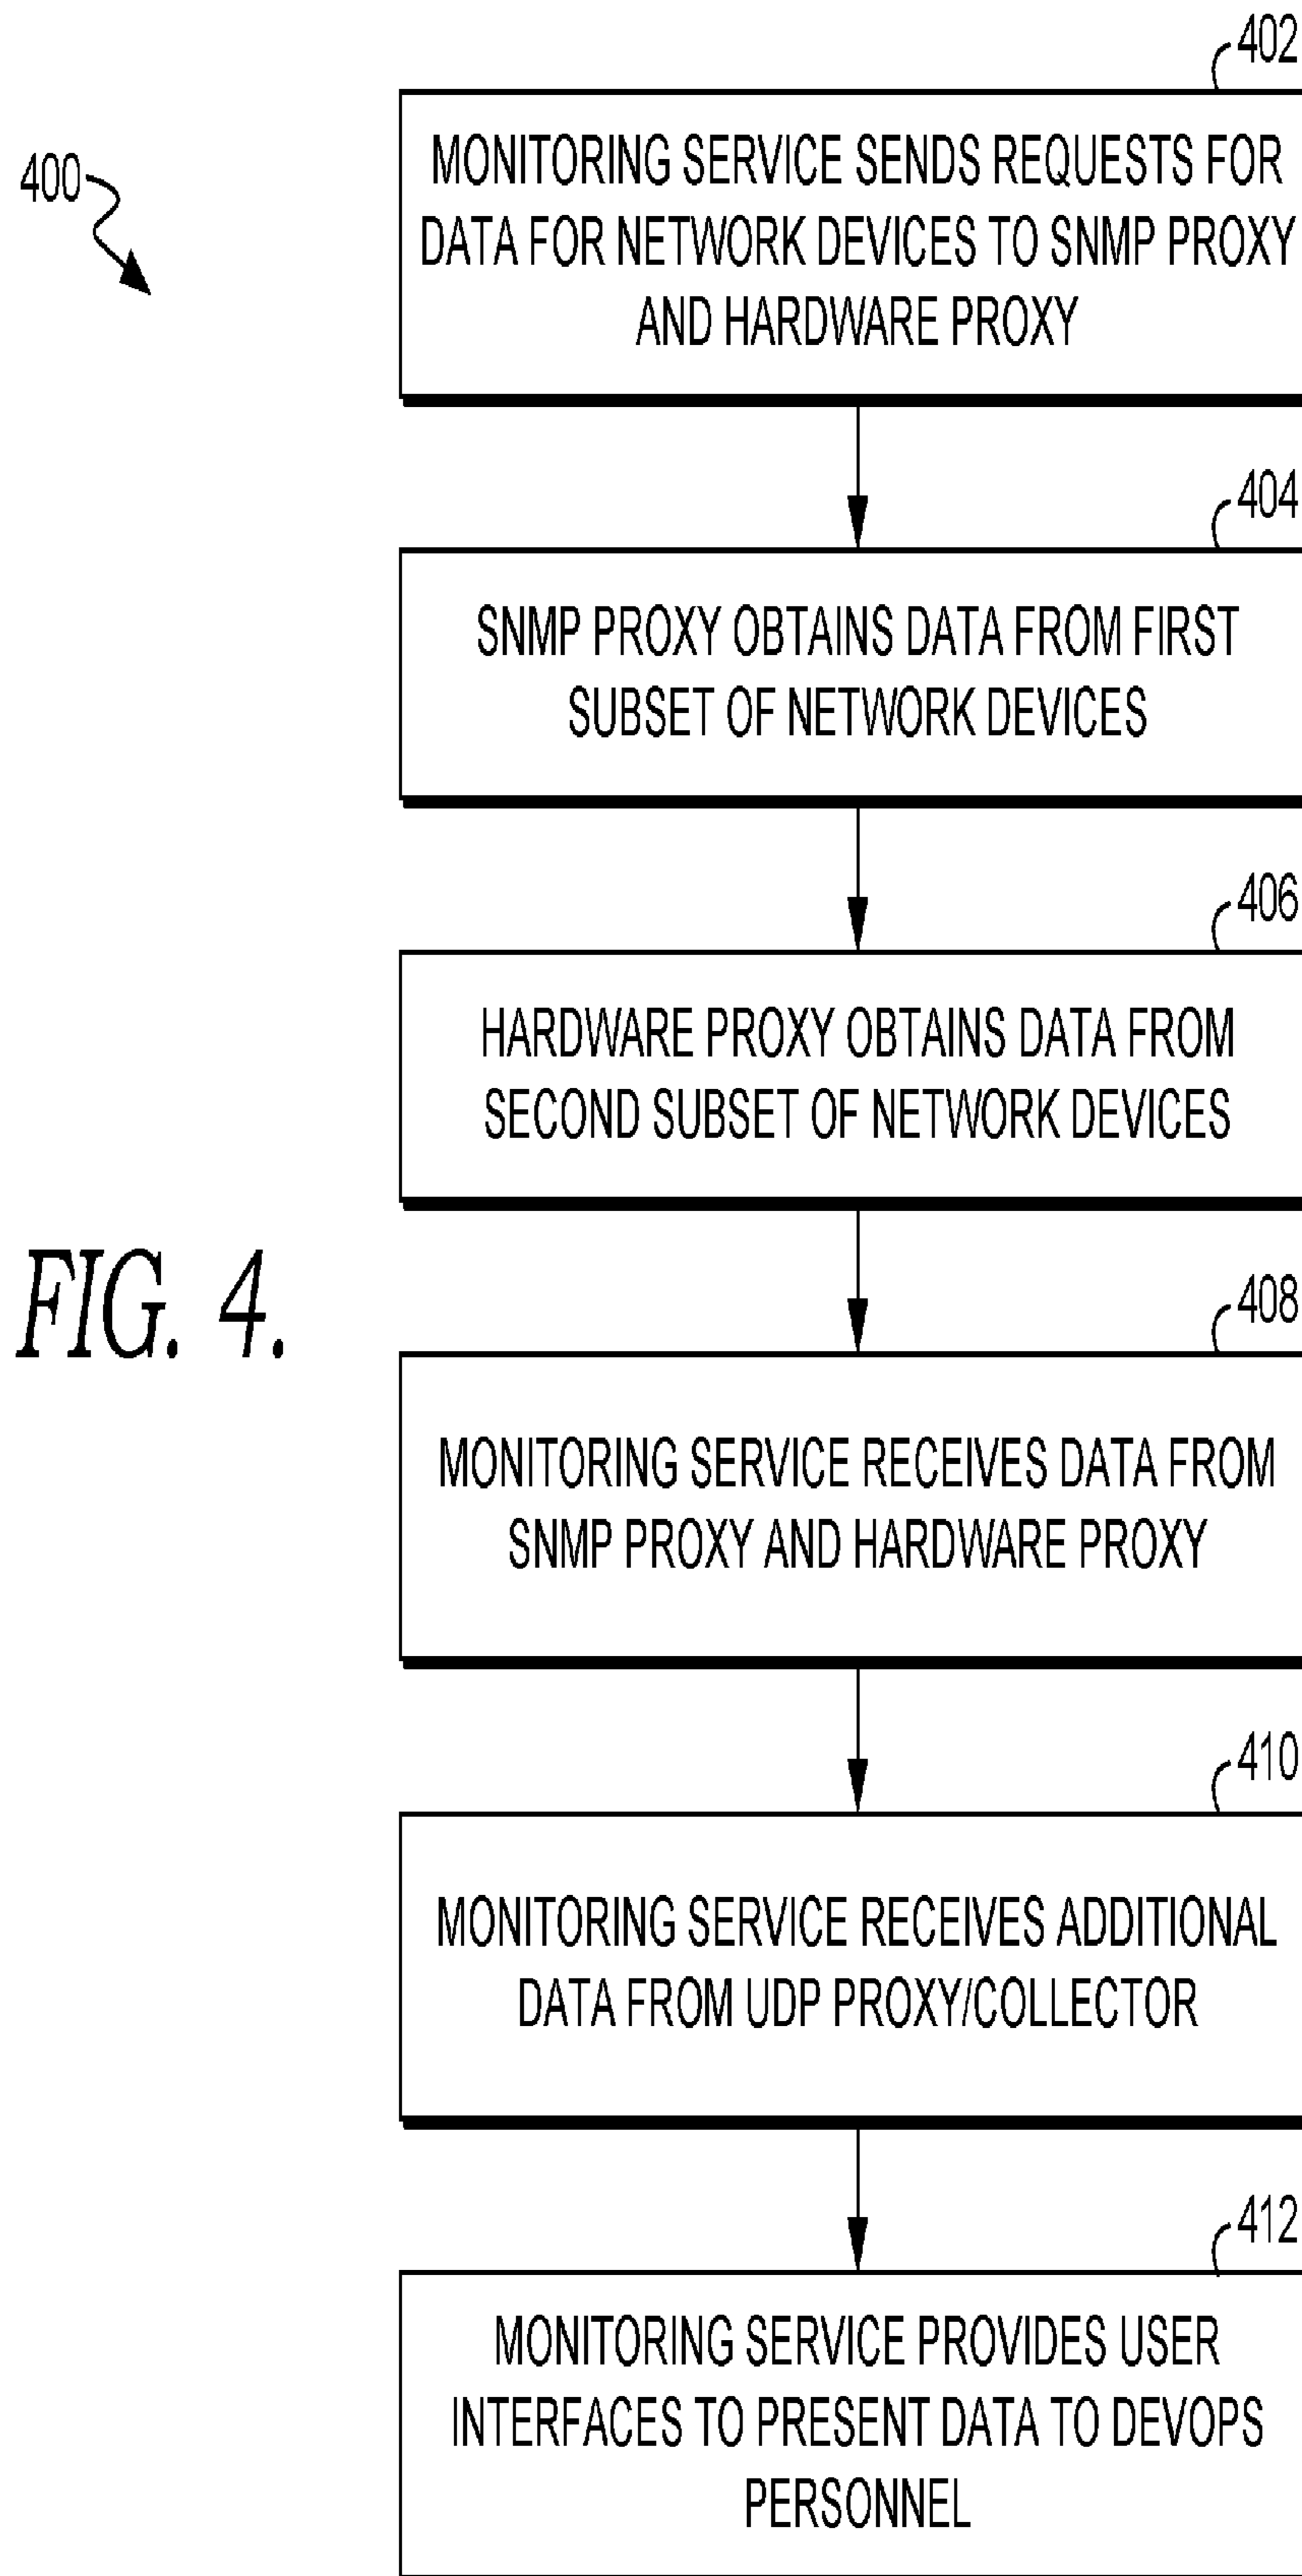 402
400
MONITORING SERVICE SENDS REQUESTS FOR
DATA FOR NETWORK DEVICES TO SNMP PROXY
AND HARDWARE PROXY
404
SNMP PROXY OBTAINS DATA FROM FIRST
SUBSET OF NETWORK DEVICES
406
HARDWARE PROXY OBTAINS DATA FROM
SECOND SUBSET OF NETWORK DEVICES
FIG. 4.
408
MONITORING SERVICE RECEIVES DATA FROM
SNMP PROXY AND HARDWARE PROXY
410
MONITORING SERVICE RECEIVES ADDITIONAL
DATA FROM UDP PROXY/COLLECTOR
412
MONITORING SERVICE PROVIDES USER
INTERFACES TO PRESENT DATA TO DEVOPS
PERSONNEL